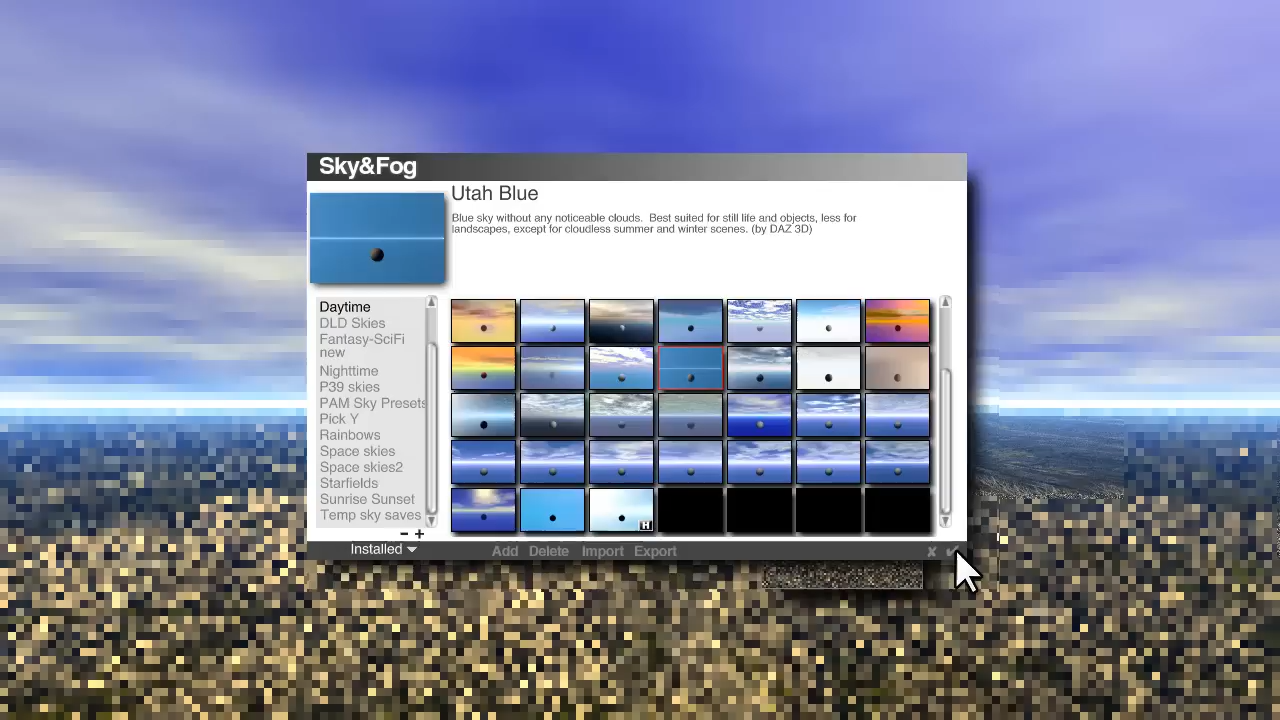 Sky&Fog
Utah Blue
Blue sky without any noticeable clouds. Best suited for still life and objects, less for
landscapes, except for cloudless summer and winter scenes. (by DAZ 3D)
Daytime
DLD Skies
Fantasy-SciFi
new
Nighttime
P39 skies
PAM Sky Presets
Pick Y
Rainbows
Space skies
Space skies2
Starfields
Sunrise Sunset
Temp sky saves
H
Installed
Add Delete Import Export